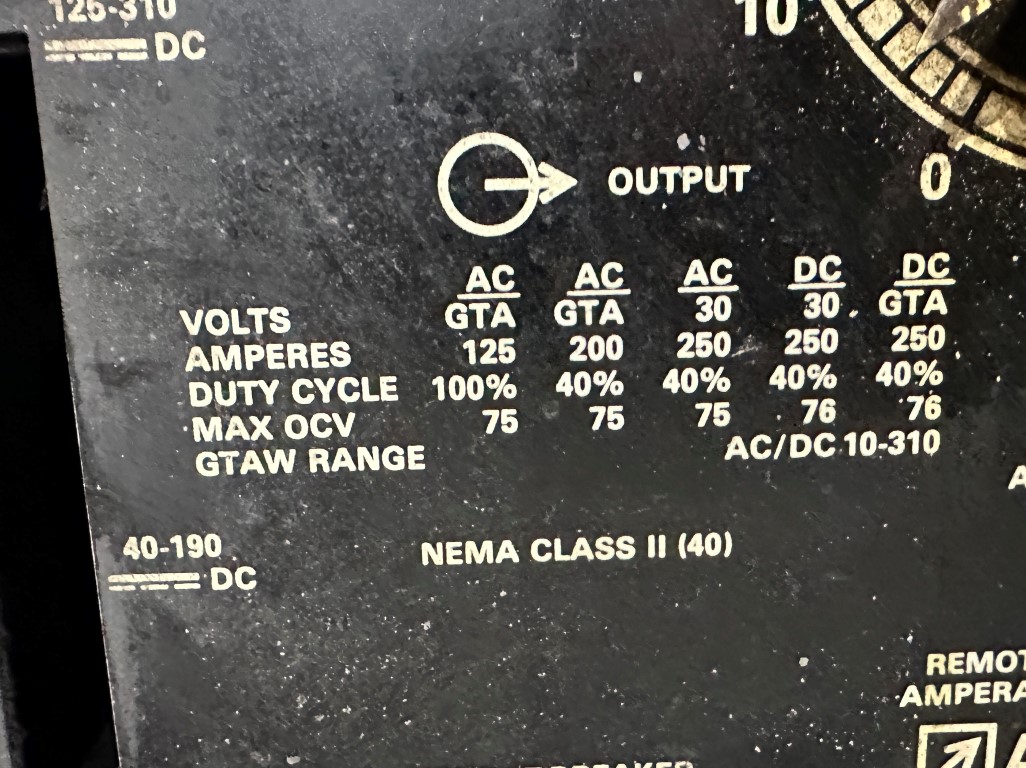 125-310
DC
10
0
OUTPUT
AC AC AC DC DC
VOLTS GTA GTA 30 30 GTA
AMPERES 125 200 250 250 250
DUTY CYCLE 100% 40% 40% 40% 40%
MAX OCV 75 75 75 76 76
GTAW RANGE AC/DC 10-310
40-190
DC
NEMA CLASS II (40)